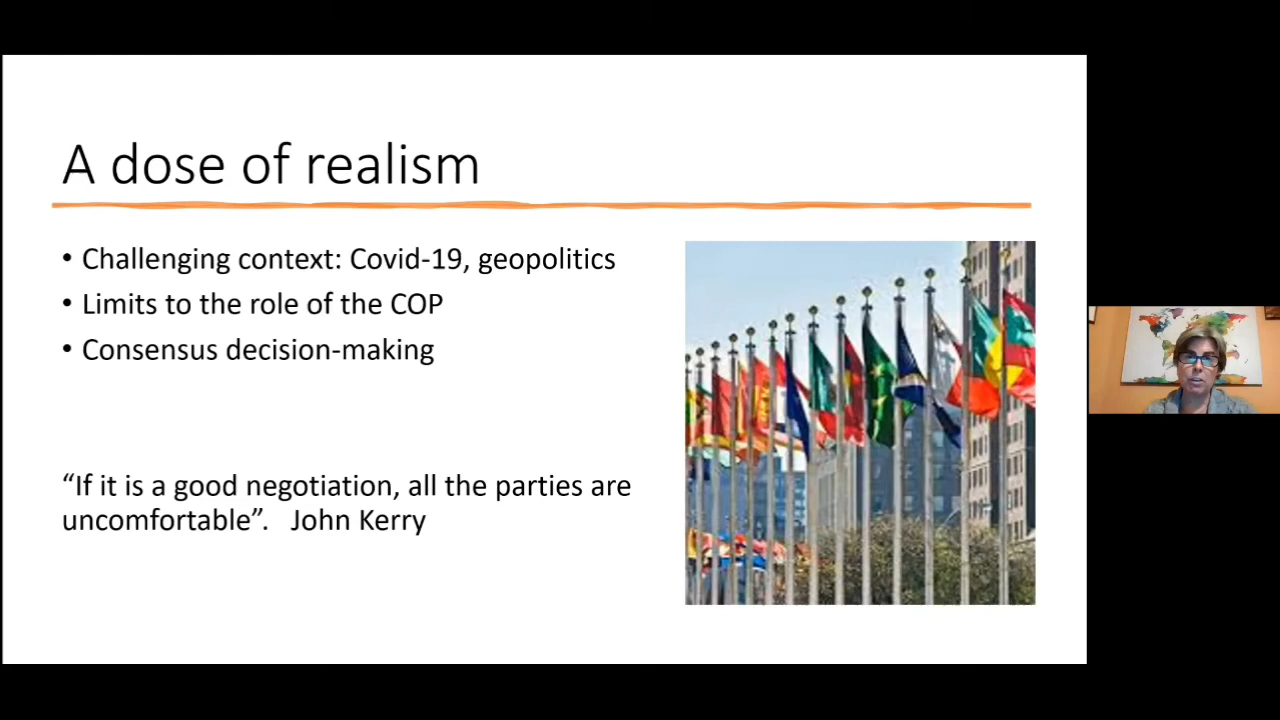 A dose of realism
• Challenging context: Covid-19, geopolitics
• Limits to the role of the COP
• Consensus decision-making
“If it is a good negotiation, all the parties are
uncomfortable”. John Kerry